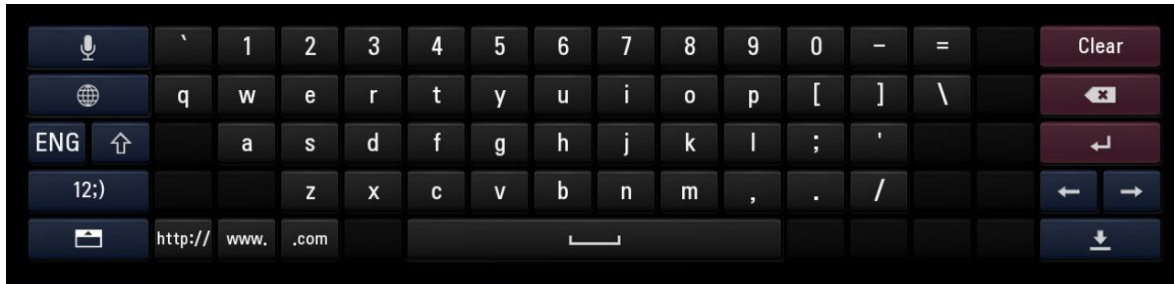 ` 1 2 3 4 5 6 7 8 9 0 - = Clear
q w e r t y u i o p [ ] \
ENG a s d f g h j k l ; '
12;) z x c v b n m , . /
http:// www. .com